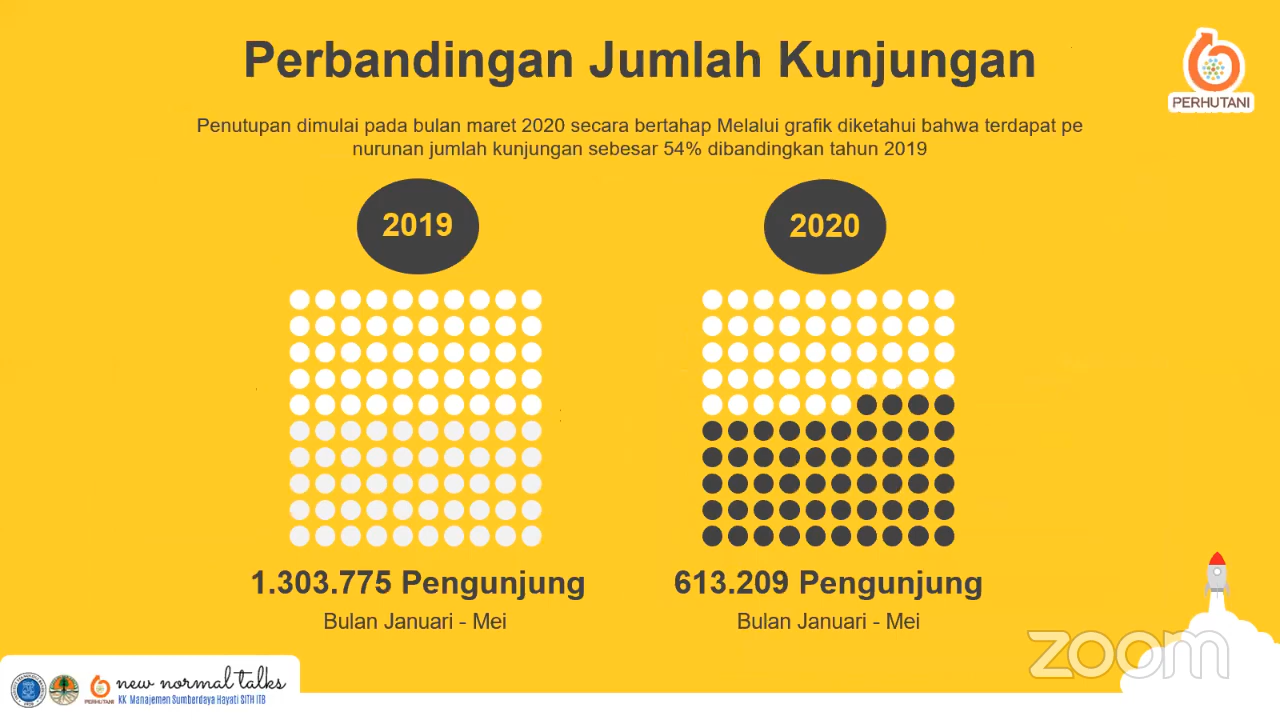 Perbandingan Jumlah Kunjungan
PERHUTANI
Penutupan dimulai pada bulan maret 2020 secara bertahap Melalui grafik diketahui bahwa terdapat pe
nurunan jumlah kunjungan sebesar 54% dibandingkan tahun 2019
2019
2020
1.303.775 Pengunjung
613.209 Pengunjung
Bulan Januari - Mei
Bulan Januari - Mei
zoom
new normal talks
PERHUTANI
KK Manajemen Sumberdaya Hayati SITH ITB